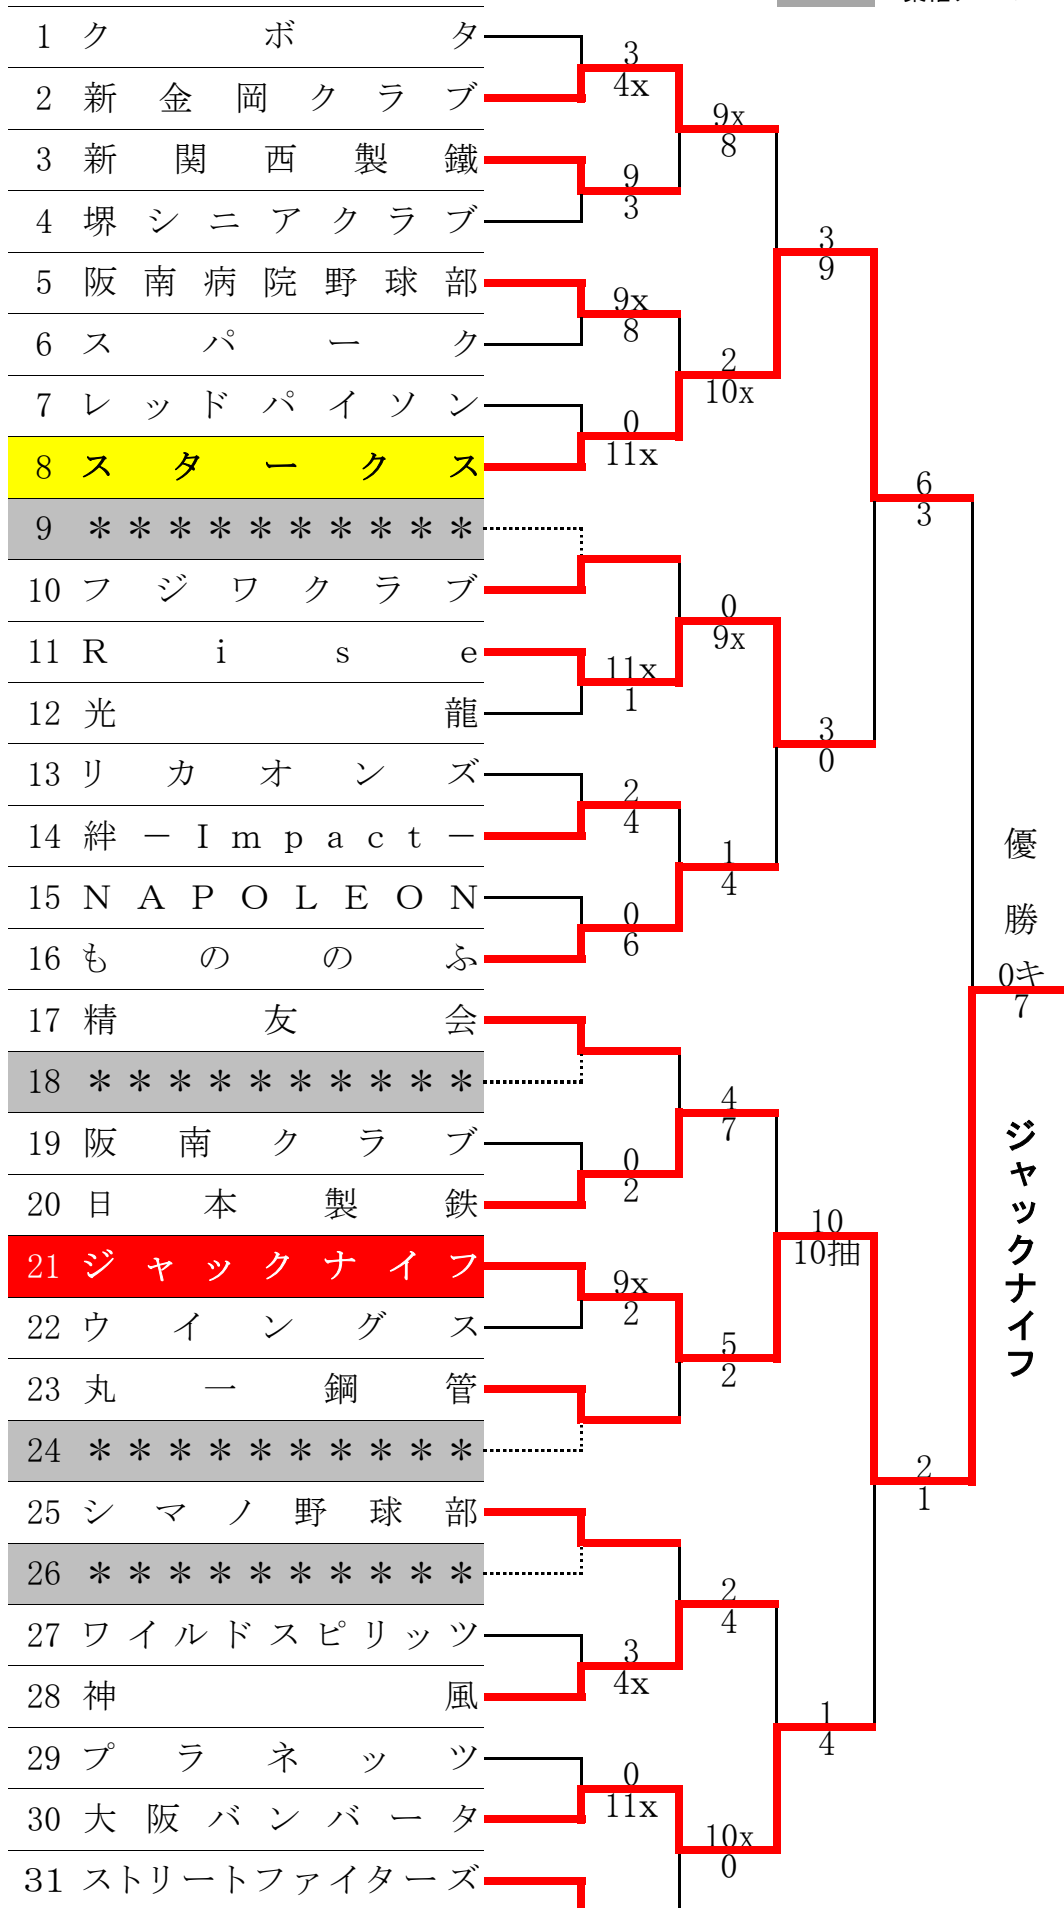 1 クボタ
2 新金岡クラブ
3 新関西製鐵
4 堺シニアクラブ
5 阪南病院野球部
6 スパーク
7 レッドパイソン
8 スタークス
9 ＊＊＊＊＊＊＊＊＊＊
10 フジワクラブ
11 Ｒｉｓｅ
12 光龍
13 リカオンズ
14 絆－Ｉｍｐａｃｔ－
15 ＮＡＰＯＬＥＯＮ
16 もののふ
17 精友会
18 ＊＊＊＊＊＊＊＊＊＊
19 阪南クラブ
20 日本製鉄
21 ジャックナイフ
22 ウイングス
23 丸一鋼管
24 ＊＊＊＊＊＊＊＊＊＊
25 シマノ野球部
26 ＊＊＊＊＊＊＊＊＊＊
27 ワイルドスピリッツ
28 神風
29 プラネッツ
30 大阪バンバータ
31 ストリートファイターズ
3
4x
9
3
9x
8
0
11x
11x
1
2
4
0
6
0
2
9x
2
3
4x
0
11x
9x
8
2
10x
0
9x
1
4
4
7
5
2
2
4
10x
0
3
9
3
0
10
10抽
1
4
6
3
2
1
優勝
0キ
7
ジャックナイフ